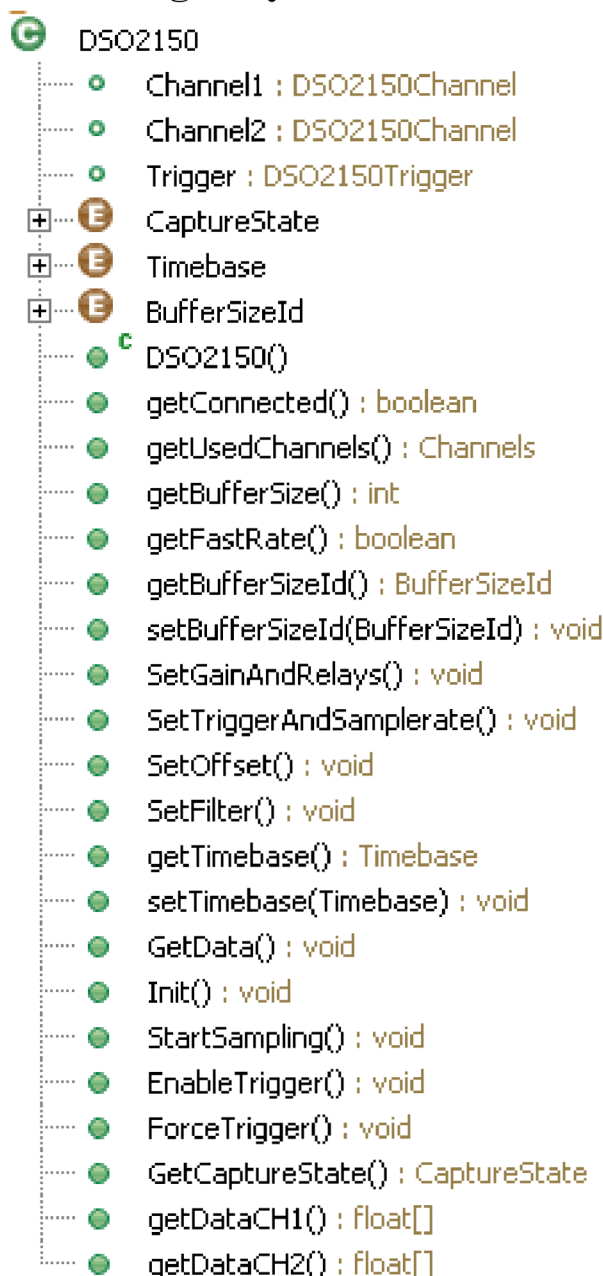 DSO2150
Channel1 : DSO2150Channel
Channel2 : DSO2150Channel
Trigger : DSO2150Trigger
E CaptureState
E Timebase
E BufferSizeId
C DSO2150()
getConnected() : boolean
getUsedChannels() : Channels
getBufferSize() : int
getFastRate() : boolean
getBufferSizeId() : BufferSizeId
setBufferSizeId(BufferSizeId) : void
SetGainAndRelays() : void
SetTriggerAndSamplerate() : void
SetOffset() : void
SetFilter() : void
getTimebase() : Timebase
setTimebase(Timebase) : void
GetData() : void
Init() : void
StartSampling() : void
EnableTrigger() : void
ForceTrigger() : void
GetCaptureState() : CaptureState
getDataCH1() : float[]
getDataCH2() : float[]